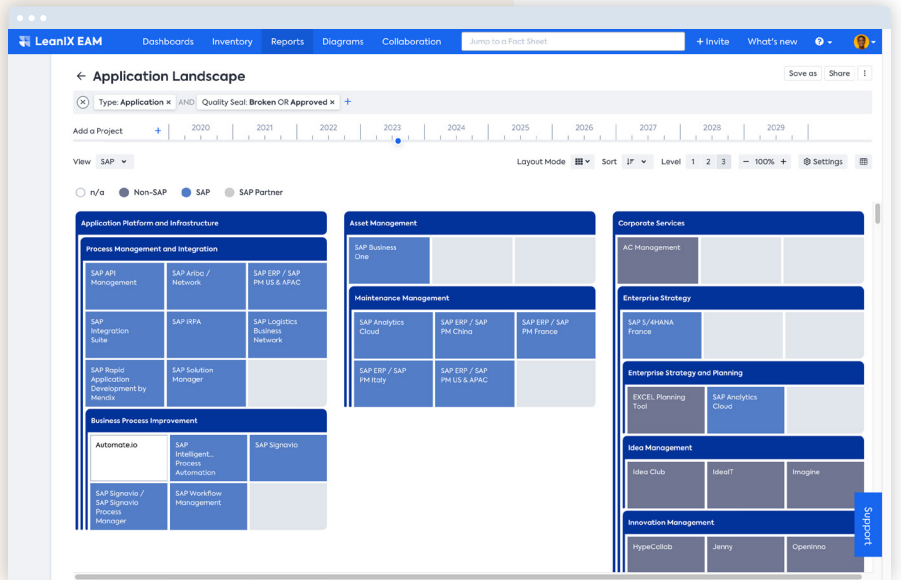 LeanIX EAM
Dashboards
Inventory
Reports
Diagrams
Collaboration
Jump to a Fact Sheet
+ Invite
What's new
Application Landscape
Save as
Share
Type: Application ×
AND
Quality Seal: Broken OR Approved ×
+
Add a Project +
2020
2021
2022
2023
2024
2025
2026
2027
2028
2029
View
SAP
Layout Mode
Sort
Level
1
2
3
− 100% +
Settings
n/a
Non-SAP
SAP
SAP Partner
Application Platform and Infrastructure
Process Management and Integration
SAP API
Management
SAP Ariba /
Network
SAP ERP / SAP
PM US & APAC
SAP
Integration
Suite
SAP iRPA
SAP Logistics
Business
Network
SAP Rapid
Application
Development by
Mendix
SAP Solution
Manager
Business Process Improvement
Automate.io
SAP
Intelligent...
Process
Automation
SAP Signavio
SAP Signavio /
SAP Signavio
Process
Manager
SAP Workflow
Management
Asset Management
SAP Business
One
Maintenance Management
SAP Analytics
Cloud
SAP ERP / SAP
PM China
SAP ERP / SAP
PM France
SAP ERP / SAP
PM Italy
SAP ERP / SAP
PM US & APAC
Corporate Services
AC Management
Enterprise Strategy
SAP S/4HANA
France
Enterprise Strategy and Planning
EXCEL Planning
Tool
SAP Analytics
Cloud
Idea Management
Idea Club
IdeaIT
Imagine
Innovation Management
HypeCollab
Jenny
OpenInno
Support